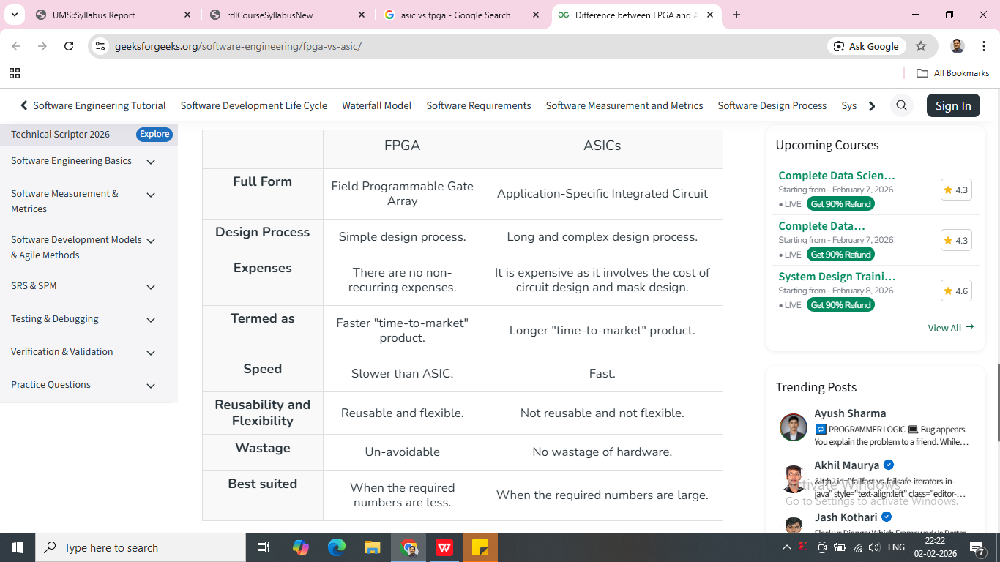 UMS::Syllabus Report
rdlCourseSyllabusNew
asic vs fpga - Google Search
Difference between FPGA and A
geeksforgeeks.org/software-engineering/fpga-vs-asic/
Ask Google
All Bookmarks
Software Engineering Tutorial
Software Development Life Cycle
Waterfall Model
Software Requirements
Software Measurement and Metrics
Software Design Process
Sys
Sign In
Technical Scripter 2026
Explore
Software Engineering Basics
Software Measurement &
Metrices
Software Development Models
& Agile Methods
SRS & SPM
Testing & Debugging
Verification & Validation
Practice Questions
FPGA
ASICs
Full Form
Field Programmable Gate
Array
Application-Specific Integrated Circuit
Design Process
Simple design process.
Long and complex design process.
Expenses
There are no non-
recurring expenses.
It is expensive as it involves the cost of
circuit design and mask design.
Termed as
Faster "time-to-market"
product.
Longer "time-to-market" product.
Speed
Slower than ASIC.
Fast.
Reusability and
Flexibility
Reusable and flexible.
Not reusable and not flexible.
Wastage
Un-avoidable
No wastage of hardware.
Best suited
When the required
numbers are less.
When the required numbers are large.
Upcoming Courses
Complete Data Scien...
Starting from - February 7, 2026
• LIVE
Get 90% Refund
4.3
Complete Data...
Starting from - February 7, 2026
• LIVE
Get 90% Refund
4.3
System Design Traini...
Starting from - February 8, 2026
• LIVE
Get 90% Refund
4.6
View All
Trending Posts
Ayush Sharma
PROGRAMMER LOGIC 💻 Bug appears.
You explain the problem to a friend. While...
Akhil Maurya
&lt;h2 id="failfast-vs-failsafe-iterators-in-
java" style="text-align:left" class="editor-...
Jash Kothari
Activate Windows
Go to Settings to activate Windows.
Type here to search
ENG
22:22
02-02-2026
7